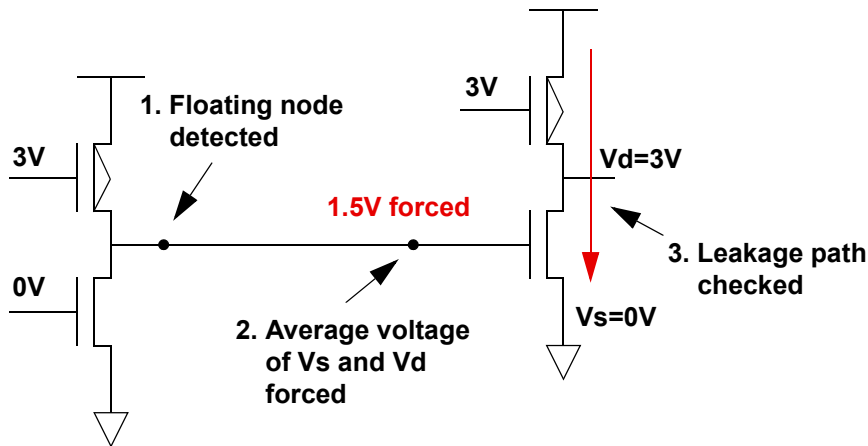 3V
1. Floating node
detected
3V
Vd=3V
1.5V forced
3. Leakage path
checked
0V
2. Average voltage
of Vs and Vd
forced
Vs=0V